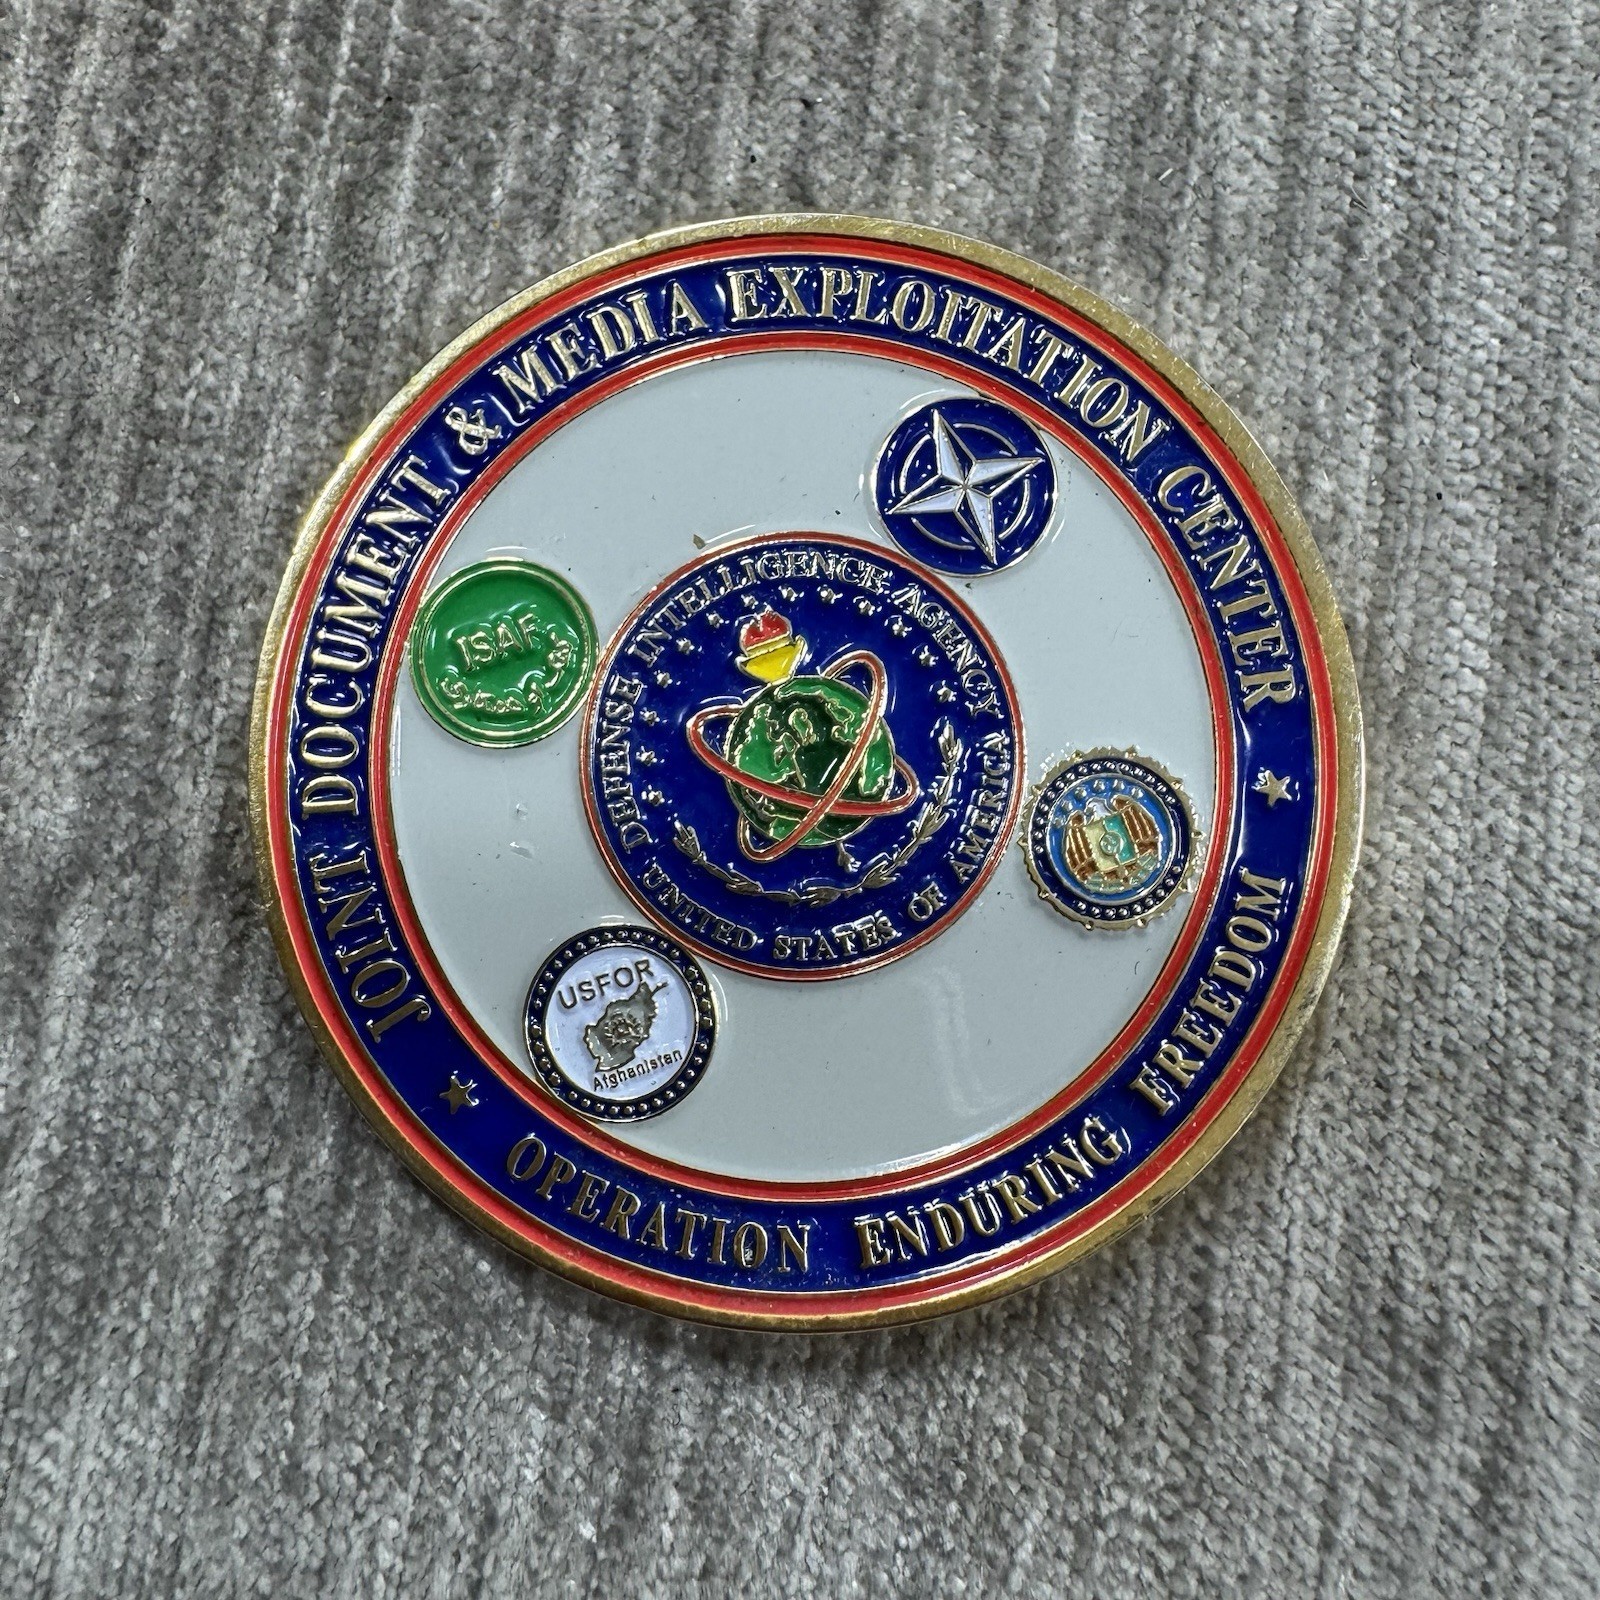 JOINT DOCUMENT & MEDIA EXPLOITATION CENTER
OPERATION ENDURING FREEDOM
DEFENSE INTELLIGENCE AGENCY
UNITED STATES OF AMERICA
ISAF
USFOR
Afghanistan